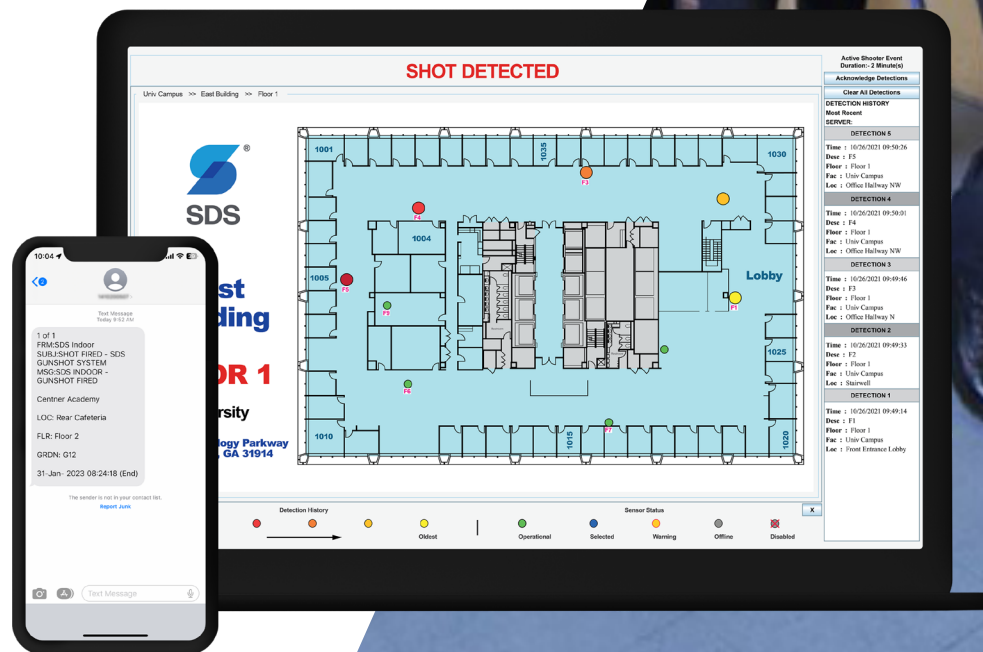 SHOT DETECTED
Univ Campus >> East Building >> Floor 1
Active Shooter Event
Duration:- 2 Minute(s)
Acknowledge Detections
Clear All Detections
DETECTION HISTORY
Most Recent
SERVER:
DETECTION 5
Time : 10/26/2021 09:50:26
Desc : F5
Floor : Floor 1
Fac : Univ Campus
Loc : Office Hallway NW
DETECTION 4
Time : 10/26/2021 09:50:01
Desc : F4
Floor : Floor 1
Fac : Univ Campus
Loc : Office Hallway NW
DETECTION 3
Time : 10/26/2021 09:49:46
Desc : F3
Floor : Floor 1
Fac : Univ Campus
Loc : Office Hallway N
DETECTION 2
Time : 10/26/2021 09:49:33
Desc : F2
Floor : Floor 1
Fac : Univ Campus
Loc : Stairwell
DETECTION 1
Time : 10/26/2021 09:49:14
Desc : F1
Floor : Floor 1
Fac : Univ Campus
Loc : Front Entrance Lobby
®
SDS
st
ding
OR 1
rsity
logy Parkway
, GA 31914
1001
1035
1030
F3
F4
1004
1005
F5
F9
Lobby
F1
1025
F6
F7
1010
1015
1020
Detection History
Sensor Status
X
Oldest
Operational
Selected
Warning
Offline
Disabled
10:04
2
Text Message
Today 9:52 AM
1 of 1
FRM:SDS Indoor
SUBJ:SHOT FIRED - SDS
GUNSHOT SYSTEM
MSG:SDS INDOOR -
GUNSHOT FIRED
Centner Academy
LOC: Rear Cafeteria
FLR: Floor 2
GRDN: G12
31-Jan- 2023 08:24:18 (End)
The sender is not in your contact list.
Report Junk
Text Message